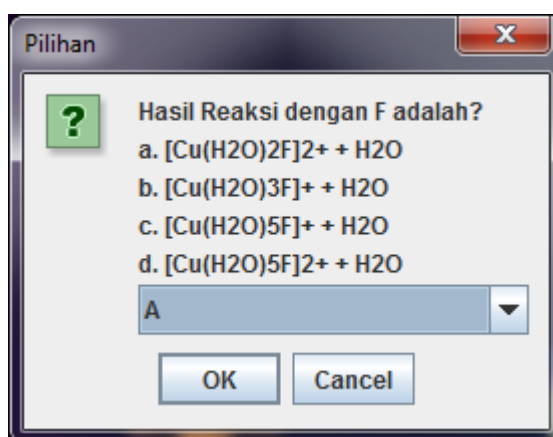 Pilihan
Hasil Reaksi dengan F adalah?
a. [Cu(H2O)2F]2+ + H2O
b. [Cu(H2O)3F]+ + H2O
c. [Cu(H2O)5F]+ + H2O
d. [Cu(H2O)5F]2+ + H2O
A
OK Cancel